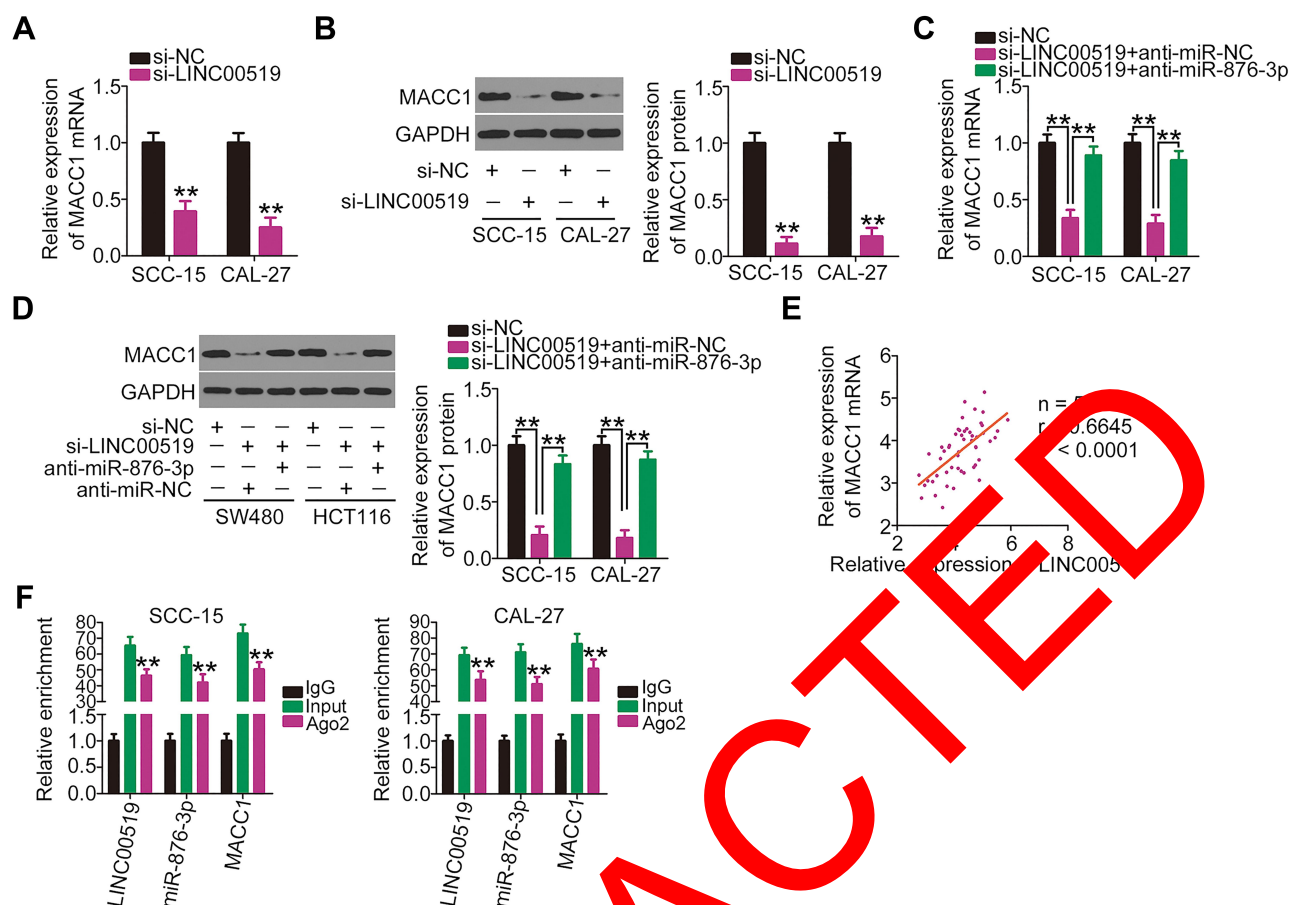 A
si-NC
si-LINC00519
Relative expression
of MACC1 mRNA
1.5
1.0
0.5
0.0
**
**
SCC-15 CAL-27
B
MACC1
GAPDH
si-NC + – + –
si-LINC00519 – + – +
SCC-15 CAL-27
si-NC
si-LINC00519
Relative expression
of MACC1 protein
1.5
1.0
0.5
0.0
**
**
SCC-15 CAL-27
C
si-NC
si-LINC00519+anti-miR-NC
si-LINC00519+anti-miR-876-3p
Relative expression
of MACC1 mRNA
1.5
1.0
0.5
0.0
** ** ** **
SCC-15 CAL-27
D
MACC1
GAPDH
si-NC + – – + – –
si-LINC00519 – + + – + +
anti-miR-876-3p – – + – – +
anti-miR-NC – + – – + –
SW480 HCT116
si-NC
si-LINC00519+anti-miR-NC
si-LINC00519+anti-miR-876-3p
Relative expression
of MACC1 protein
1.5
1.0
0.5
0.0
** ** ** **
SCC-15 CAL-27
E
Relative expression
of MACC1 mRNA
6
5
4
3
2
2 4 6 8
n =
r 0.6645
< 0.0001
Relative expression LINC005
F
SCC-15
Relative enrichment
80
70
60
50
40
30
1.5
1.0
0.5
0.0
** ** **
IgG
Input
Ago2
LINC00519
miR-876-3p
MACC1
CAL-27
Relative enrichment
90
80
70
60
50
40
1.5
1.0
0.5
0.0
** ** **
IgG
Input
Ago2
LINC00519
miR-876-3p
MACC1
ACTED